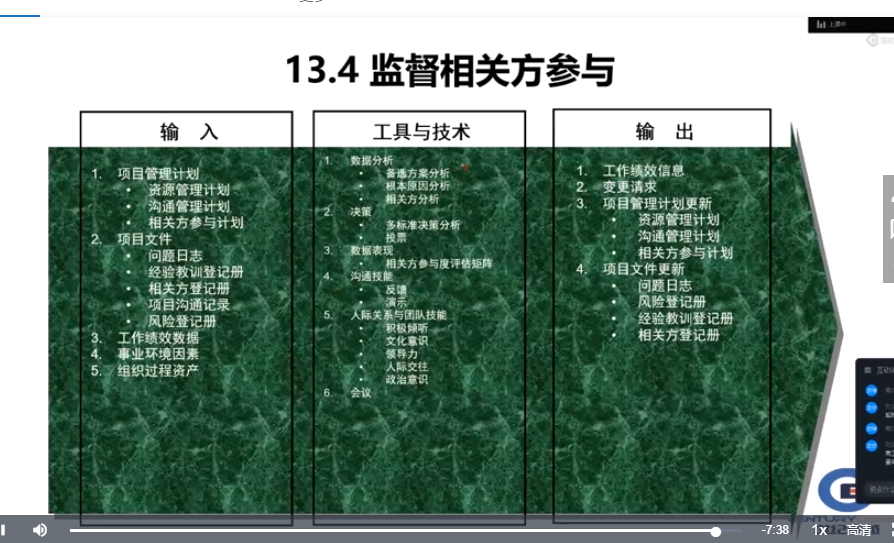 上课中
13.4 监督相关方参与
输 入
1. 项目管理计划
• 资源管理计划
• 沟通管理计划
• 相关方参与计划
2. 项目文件
• 问题日志
• 经验教训登记册
• 相关方登记册
• 项目沟通记录
• 风险登记册
3. 工作绩效数据
4. 事业环境因素
5. 组织过程资产
工具与技术
1. 数据分析
• 备选方案分析
• 根本原因分析
• 相关方分析
2. 决策
• 多标准决策分析
• 投票
3. 数据表现
• 相关方参与度评估矩阵
4. 沟通技能
• 反馈
• 演示
5. 人际关系与团队技能
• 积极倾听
• 文化意识
• 领导力
• 人际交往
• 政治意识
6. 会议
输 出
1. 工作绩效信息
2. 变更请求
3. 项目管理计划更新
• 资源管理计划
• 沟通管理计划
• 相关方参与计划
4. 项目文件更新
• 问题日志
• 风险登记册
• 经验教训登记册
• 相关方登记册
-7:38
1x
高清